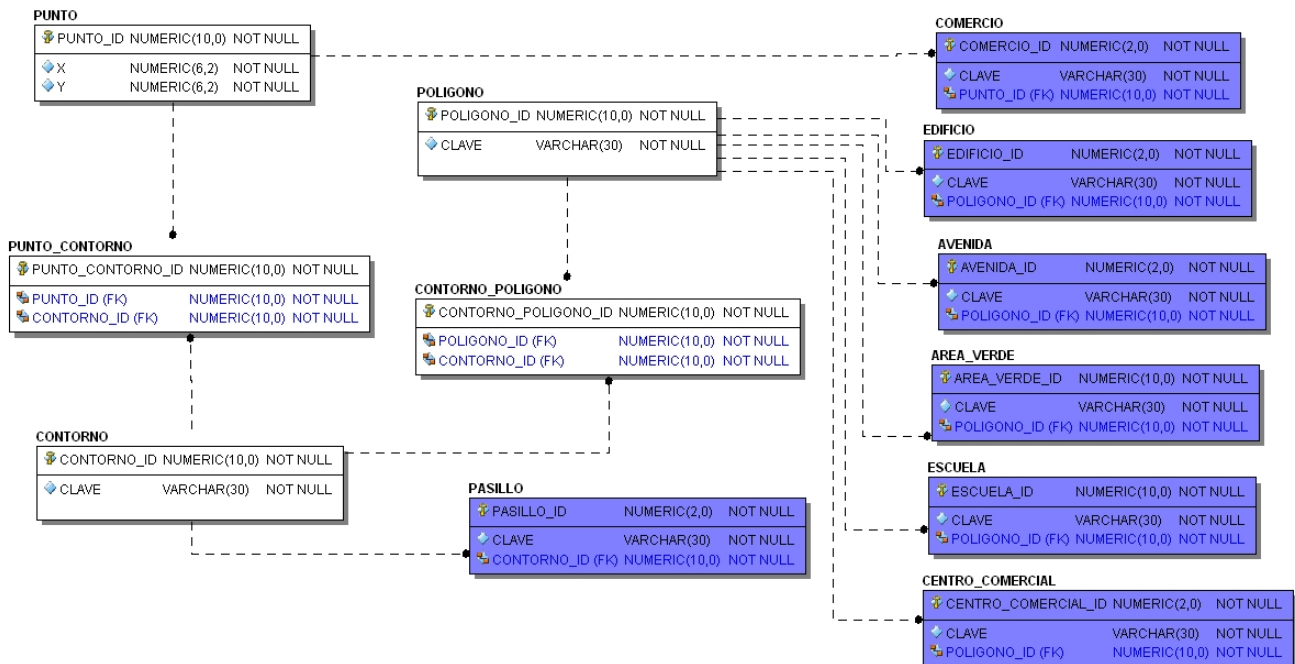 PUNTO
PUNTO_ID NUMERIC(10,0) NOT NULL
X NUMERIC(6,2) NOT NULL
Y NUMERIC(6,2) NOT NULL
COMERCIO
COMERCIO_ID NUMERIC(2,0) NOT NULL
CLAVE VARCHAR(30) NOT NULL
PUNTO_ID (FK) NUMERIC(10,0) NOT NULL
POLIGONO
POLIGONO_ID NUMERIC(10,0) NOT NULL
CLAVE VARCHAR(30) NOT NULL
EDIFICIO
EDIFICIO_ID NUMERIC(2,0) NOT NULL
CLAVE VARCHAR(30) NOT NULL
POLIGONO_ID (FK) NUMERIC(10,0) NOT NULL
PUNTO_CONTORNO
PUNTO_CONTORNO_ID NUMERIC(10,0) NOT NULL
PUNTO_ID (FK) NUMERIC(10,0) NOT NULL
CONTORNO_ID (FK) NUMERIC(10,0) NOT NULL
AVENIDA
AVENIDA_ID NUMERIC(2,0) NOT NULL
CLAVE VARCHAR(30) NOT NULL
POLIGONO_ID (FK) NUMERIC(10,0) NOT NULL
CONTORNO_POLIGONO
CONTORNO_POLIGONO_ID NUMERIC(10,0) NOT NULL
POLIGONO_ID (FK) NUMERIC(10,0) NOT NULL
CONTORNO_ID (FK) NUMERIC(10,0) NOT NULL
AREA_VERDE
AREA_VERDE_ID NUMERIC(10,0) NOT NULL
CLAVE VARCHAR(30) NOT NULL
POLIGONO_ID (FK) NUMERIC(10,0) NOT NULL
CONTORNO
CONTORNO_ID NUMERIC(10,0) NOT NULL
CLAVE VARCHAR(30) NOT NULL
ESCUELA
ESCUELA_ID NUMERIC(10,0) NOT NULL
CLAVE VARCHAR(30) NOT NULL
POLIGONO_ID (FK) NUMERIC(10,0) NOT NULL
PASILLO
PASILLO_ID NUMERIC(2,0) NOT NULL
CLAVE VARCHAR(30) NOT NULL
CONTORNO_ID (FK) NUMERIC(10,0) NOT NULL
CENTRO_COMERCIAL
CENTRO_COMERCIAL_ID NUMERIC(2,0) NOT NULL
CLAVE VARCHAR(30) NOT NULL
POLIGONO_ID (FK) NUMERIC(10,0) NOT NULL